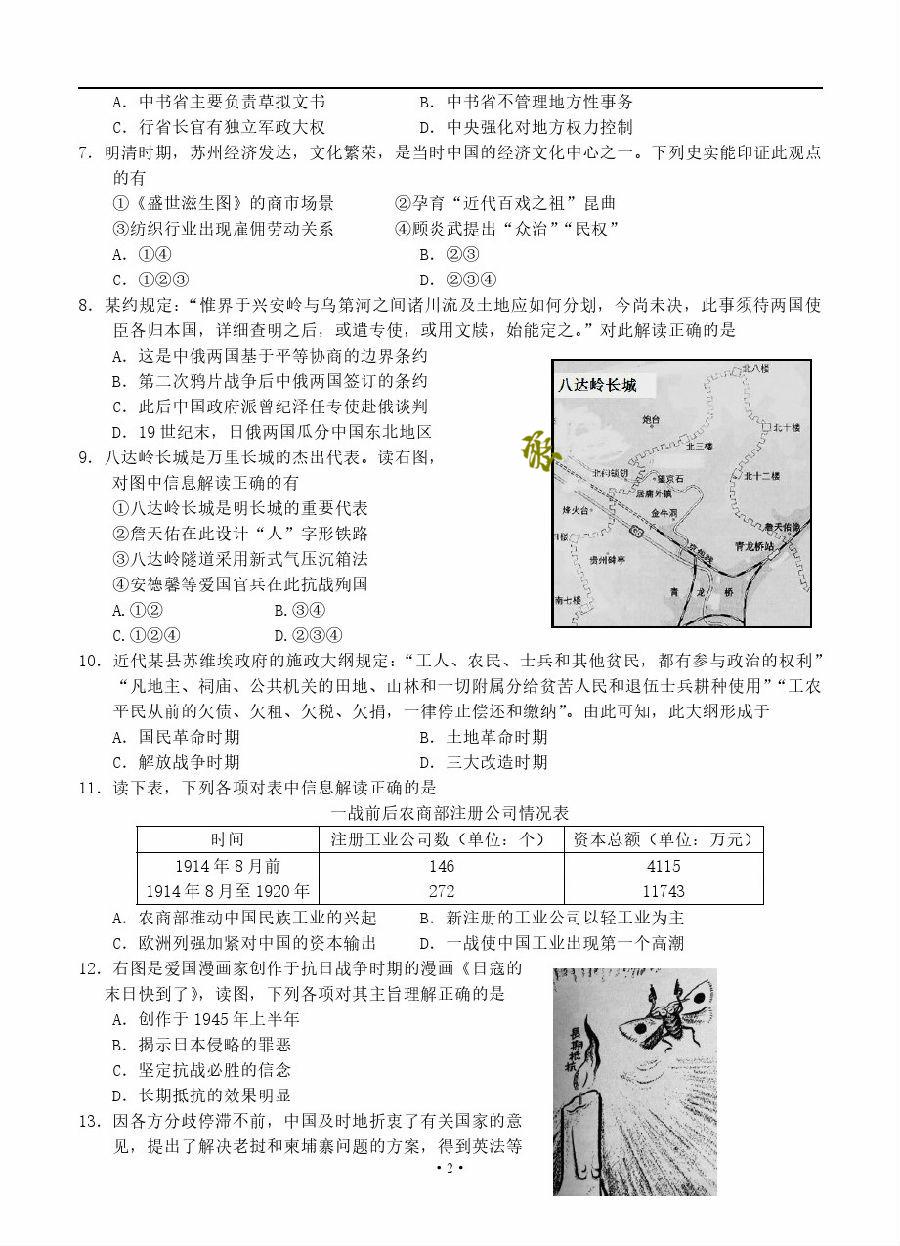 A. 中书省主要负责草拟文书 B. 中书省不管理地方性事务
C. 行省长官有独立军政大权 D. 中央强化对地方权力控制
7. 明清时期，苏州经济发达，文化繁荣，是当时中国的经济文化中心之一。下列史实能印证此观点
的有
①《盛世滋生图》的商市场景 ②孕育“近代百戏之祖”昆曲
③纺织行业出现雇佣劳动关系 ④顾炎武提出“众治”“民权”
A. ①④ B. ②③
C. ①②③ D. ②③④
8. 某约规定：“惟界于兴安岭与乌第河之间诸川流及土地应如何分划，今尚未决，此事须待两国使
臣各归本国，详细查明之后，或遣专使，或用文牍，始能定之。”对此解读正确的是
A. 这是中俄两国基于平等协商的边界条约
B. 第二次鸦片战争后中俄两国签订的条约
C. 此后中国政府派曾纪泽任专使赴俄谈判
D. 19世纪末，日俄两国瓜分中国东北地区
9. 八达岭长城是万里长城的杰出代表。读右图，
对图中信息解读正确的有
①八达岭长城是明长城的重要代表
②詹天佑在此设计“人”字形铁路
③八达岭隧道采用新式气压沉箱法
④安德馨等爱国官兵在此抗战殉国
A.①② B.③④
C.①②④ D.②③④
八达岭长城
北八楼
炮台
北十楼
北三楼
北门锁钥
望京石
北十二楼
居庸外镇
烽火台
金牛洞
詹天佑像
青龙桥站
京包线
贵州碑亭
青龙桥
南七楼
10. 近代某县苏维埃政府的施政大纲规定：“工人、农民、士兵和其他贫民，都有参与政治的权利”
“凡地主、祠庙、公共机关的田地、山林和一切附属分给贫苦人民和退伍士兵耕种使用”“工农
平民从前的欠债、欠租、欠税、欠捐，一律停止偿还和缴纳”。由此可知，此大纲形成于
A. 国民革命时期 B. 土地革命时期
C. 解放战争时期 D. 三大改造时期
11. 读下表，下列各项对表中信息解读正确的是
一战前后农商部注册公司情况表
时间 注册工业公司数（单位：个） 资本总额（单位：万元）
1914年8月前 146 4115
1914年8月至1920年 272 11743
A. 农商部推动中国民族工业的兴起 B. 新注册的工业公司以轻工业为主
C. 欧洲列强加紧对中国的资本输出 D. 一战使中国工业出现第一个高潮
12. 右图是爱国漫画家创作于抗日战争时期的漫画《日寇的
末日快到了》，读图，下列各项对其主旨理解正确的是
A. 创作于1945年上半年
B. 揭示日本侵略的罪恶
C. 坚定抗战必胜的信念
D. 长期抵抗的效果明显
长期抵抗
13. 因各方分歧停滞不前，中国及时地折衷了有关国家的意
见，提出了解决老挝和柬埔寨问题的方案，得到英法等
·2·